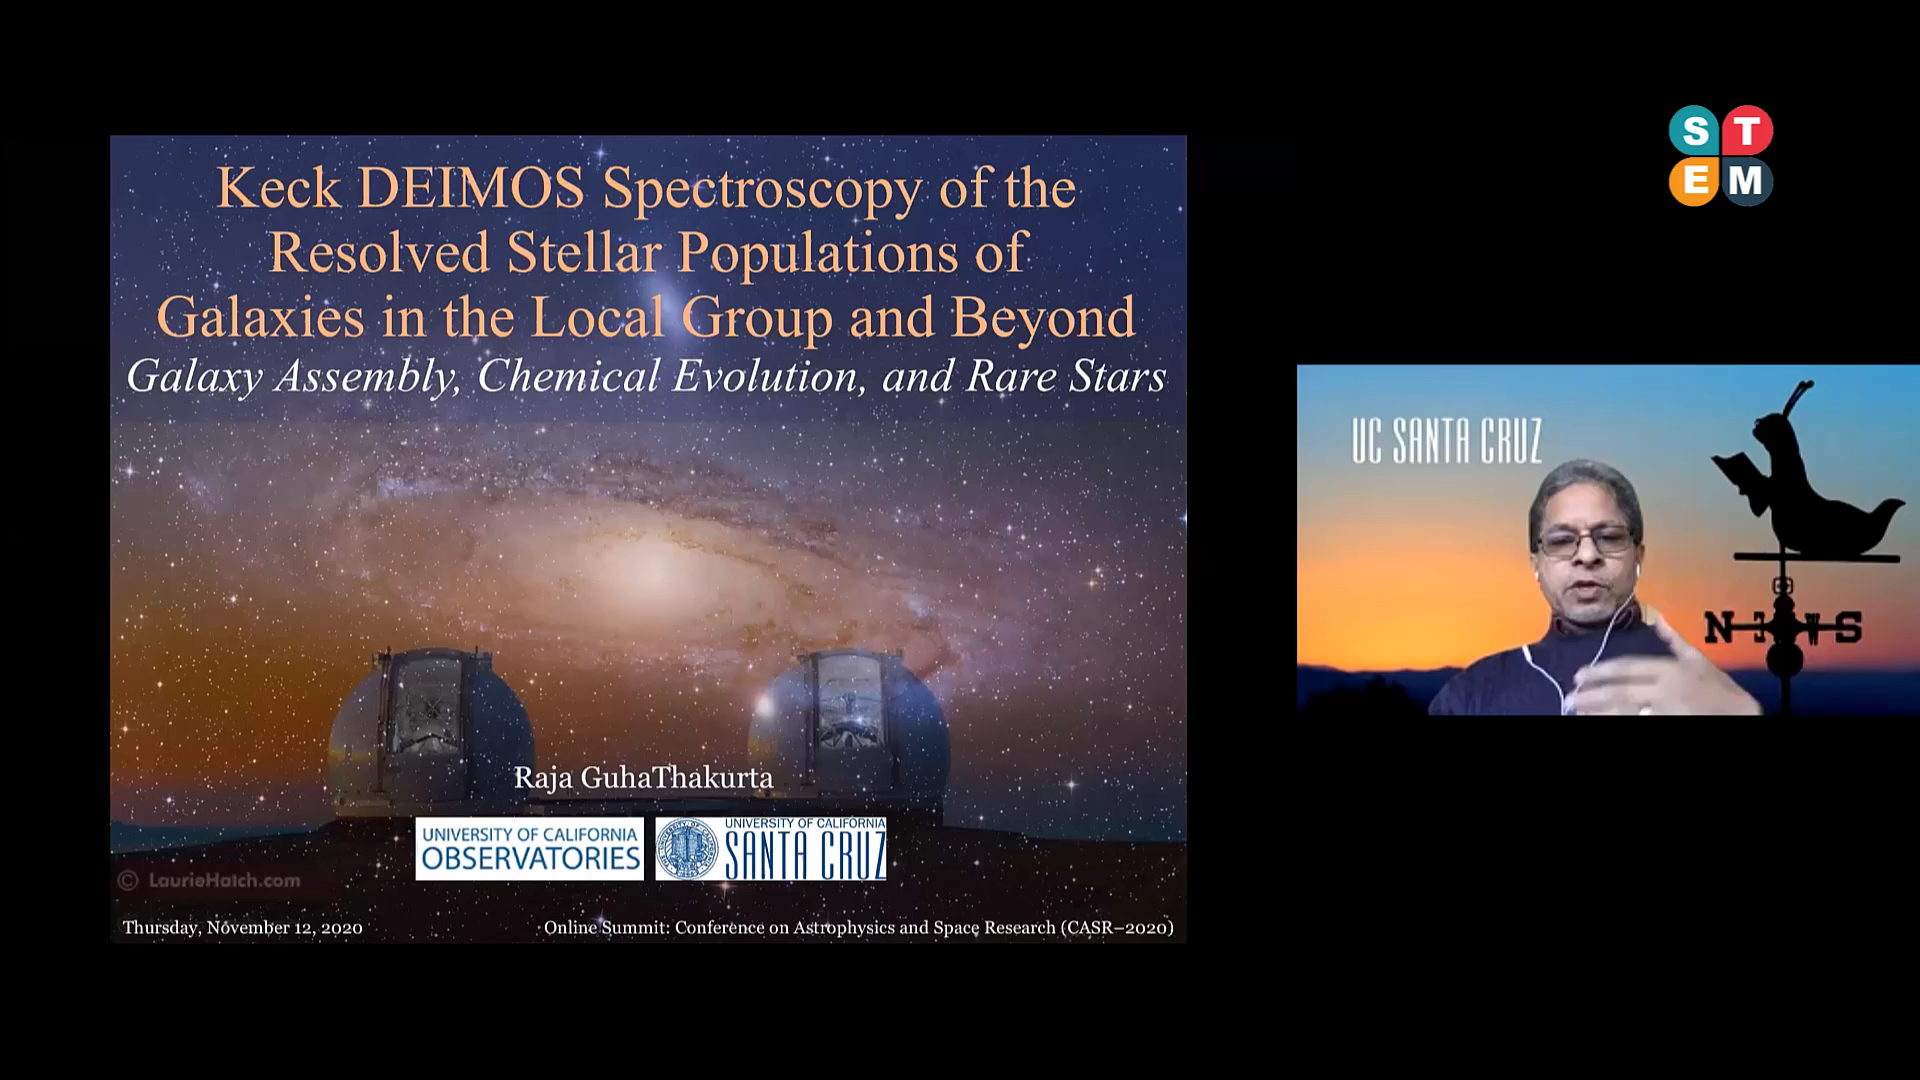 Keck DEIMOS Spectroscopy of the
Resolved Stellar Populations of
Galaxies in the Local Group and Beyond
Galaxy Assembly, Chemical Evolution, and Rare Stars
Raja GuhaThakurta
UNIVERSITY OF CALIFORNIA
OBSERVATORIES
UNIVERSITY OF CALIFORNIA
SANTA CRUZ
© LaurieHatch.com
Thursday, November 12, 2020
Online Summit: Conference on Astrophysics and Space Research (CASR–2020)
S T
E M
UC SANTA CRUZ
N S